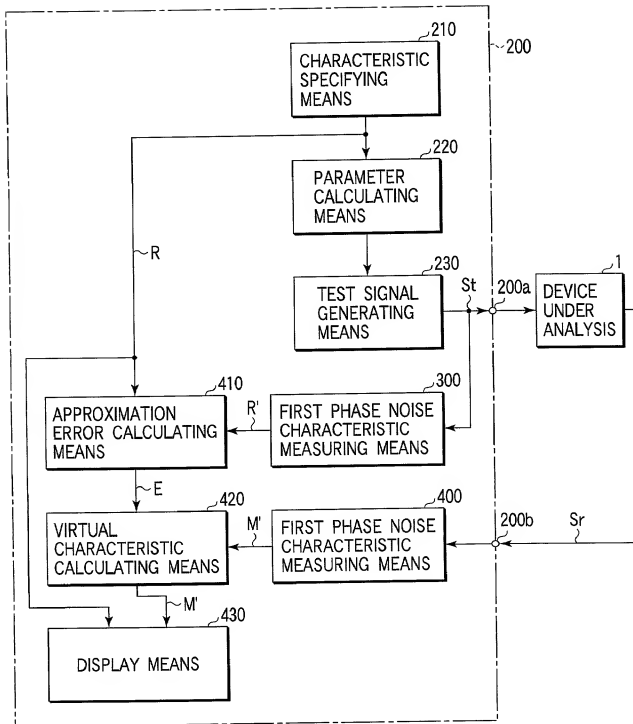 210
200
CHARACTERISTIC
SPECIFYING
MEANS
220
PARAMETER
CALCULATING
MEANS
R
230
TEST SIGNAL
GENERATING
MEANS
St
200a
1
DEVICE
UNDER
ANALYSIS
410
APPROXIMATION
ERROR CALCULATING
MEANS
R'
300
FIRST PHASE NOISE
CHARACTERISTIC
MEASURING MEANS
E
420
VIRTUAL
CHARACTERISTIC
CALCULATING MEANS
M'
400
FIRST PHASE NOISE
CHARACTERISTIC
MEASURING MEANS
200b
Sr
M'
430
DISPLAY MEANS